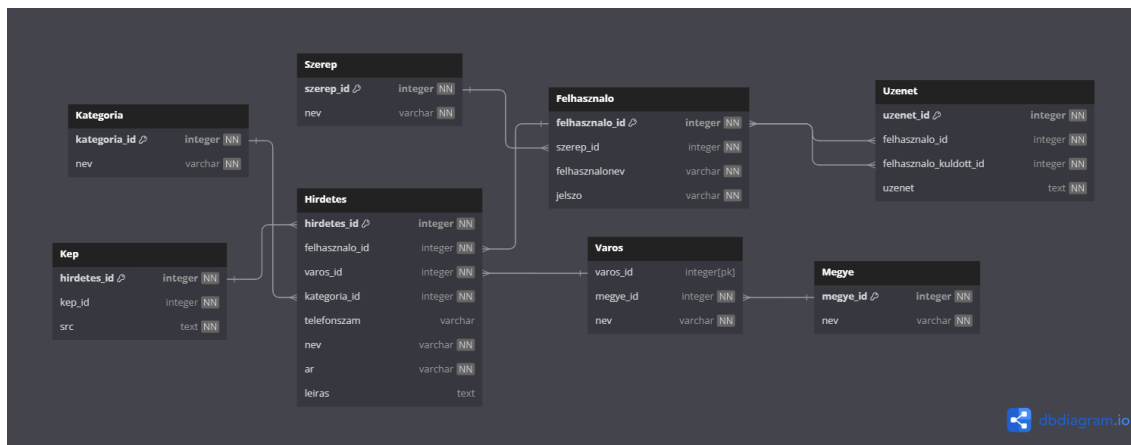 Szerep
szerep_id integer NN
nev varchar NN
Kategoria
kategoria_id integer NN
nev varchar NN
Felhasznalo
felhasznalo_id integer NN
szerep_id integer NN
felhasznalonev varchar NN
jelszo varchar NN
Uzenet
uzenet_id integer NN
felhasznalo_id integer NN
felhasznalo_kuldott_id integer NN
uzenet text NN
Hirdetes
hirdetes_id integer NN
felhasznalo_id integer NN
varos_id integer NN
kategoria_id integer NN
telefonszam varchar
nev varchar NN
ar varchar NN
leiras text
Kep
hirdetes_id integer NN
kep_id integer NN
src text NN
Varos
varos_id integer[pk]
megye_id integer NN
nev varchar NN
Megye
megye_id integer NN
nev varchar NN
dbdiagram.io